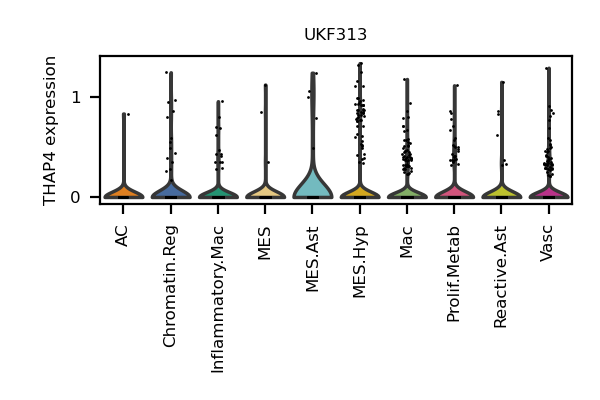 UKF313
THAP4 expression
1
0
AC
Chromatin.Reg
Inflammatory.Mac
MES
MES.Ast
MES.Hyp
Mac
Prolif.Metab
Reactive.Ast
Vasc